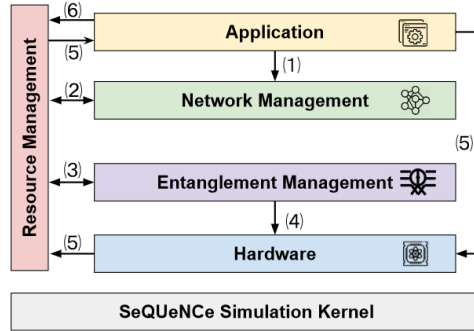 (6)
Application
(5)
(1)
Resource Management
(2)
Network Management
(5)
(3)
Entanglement Management
(4)
(5)
Hardware
SeQUeNCe Simulation Kernel